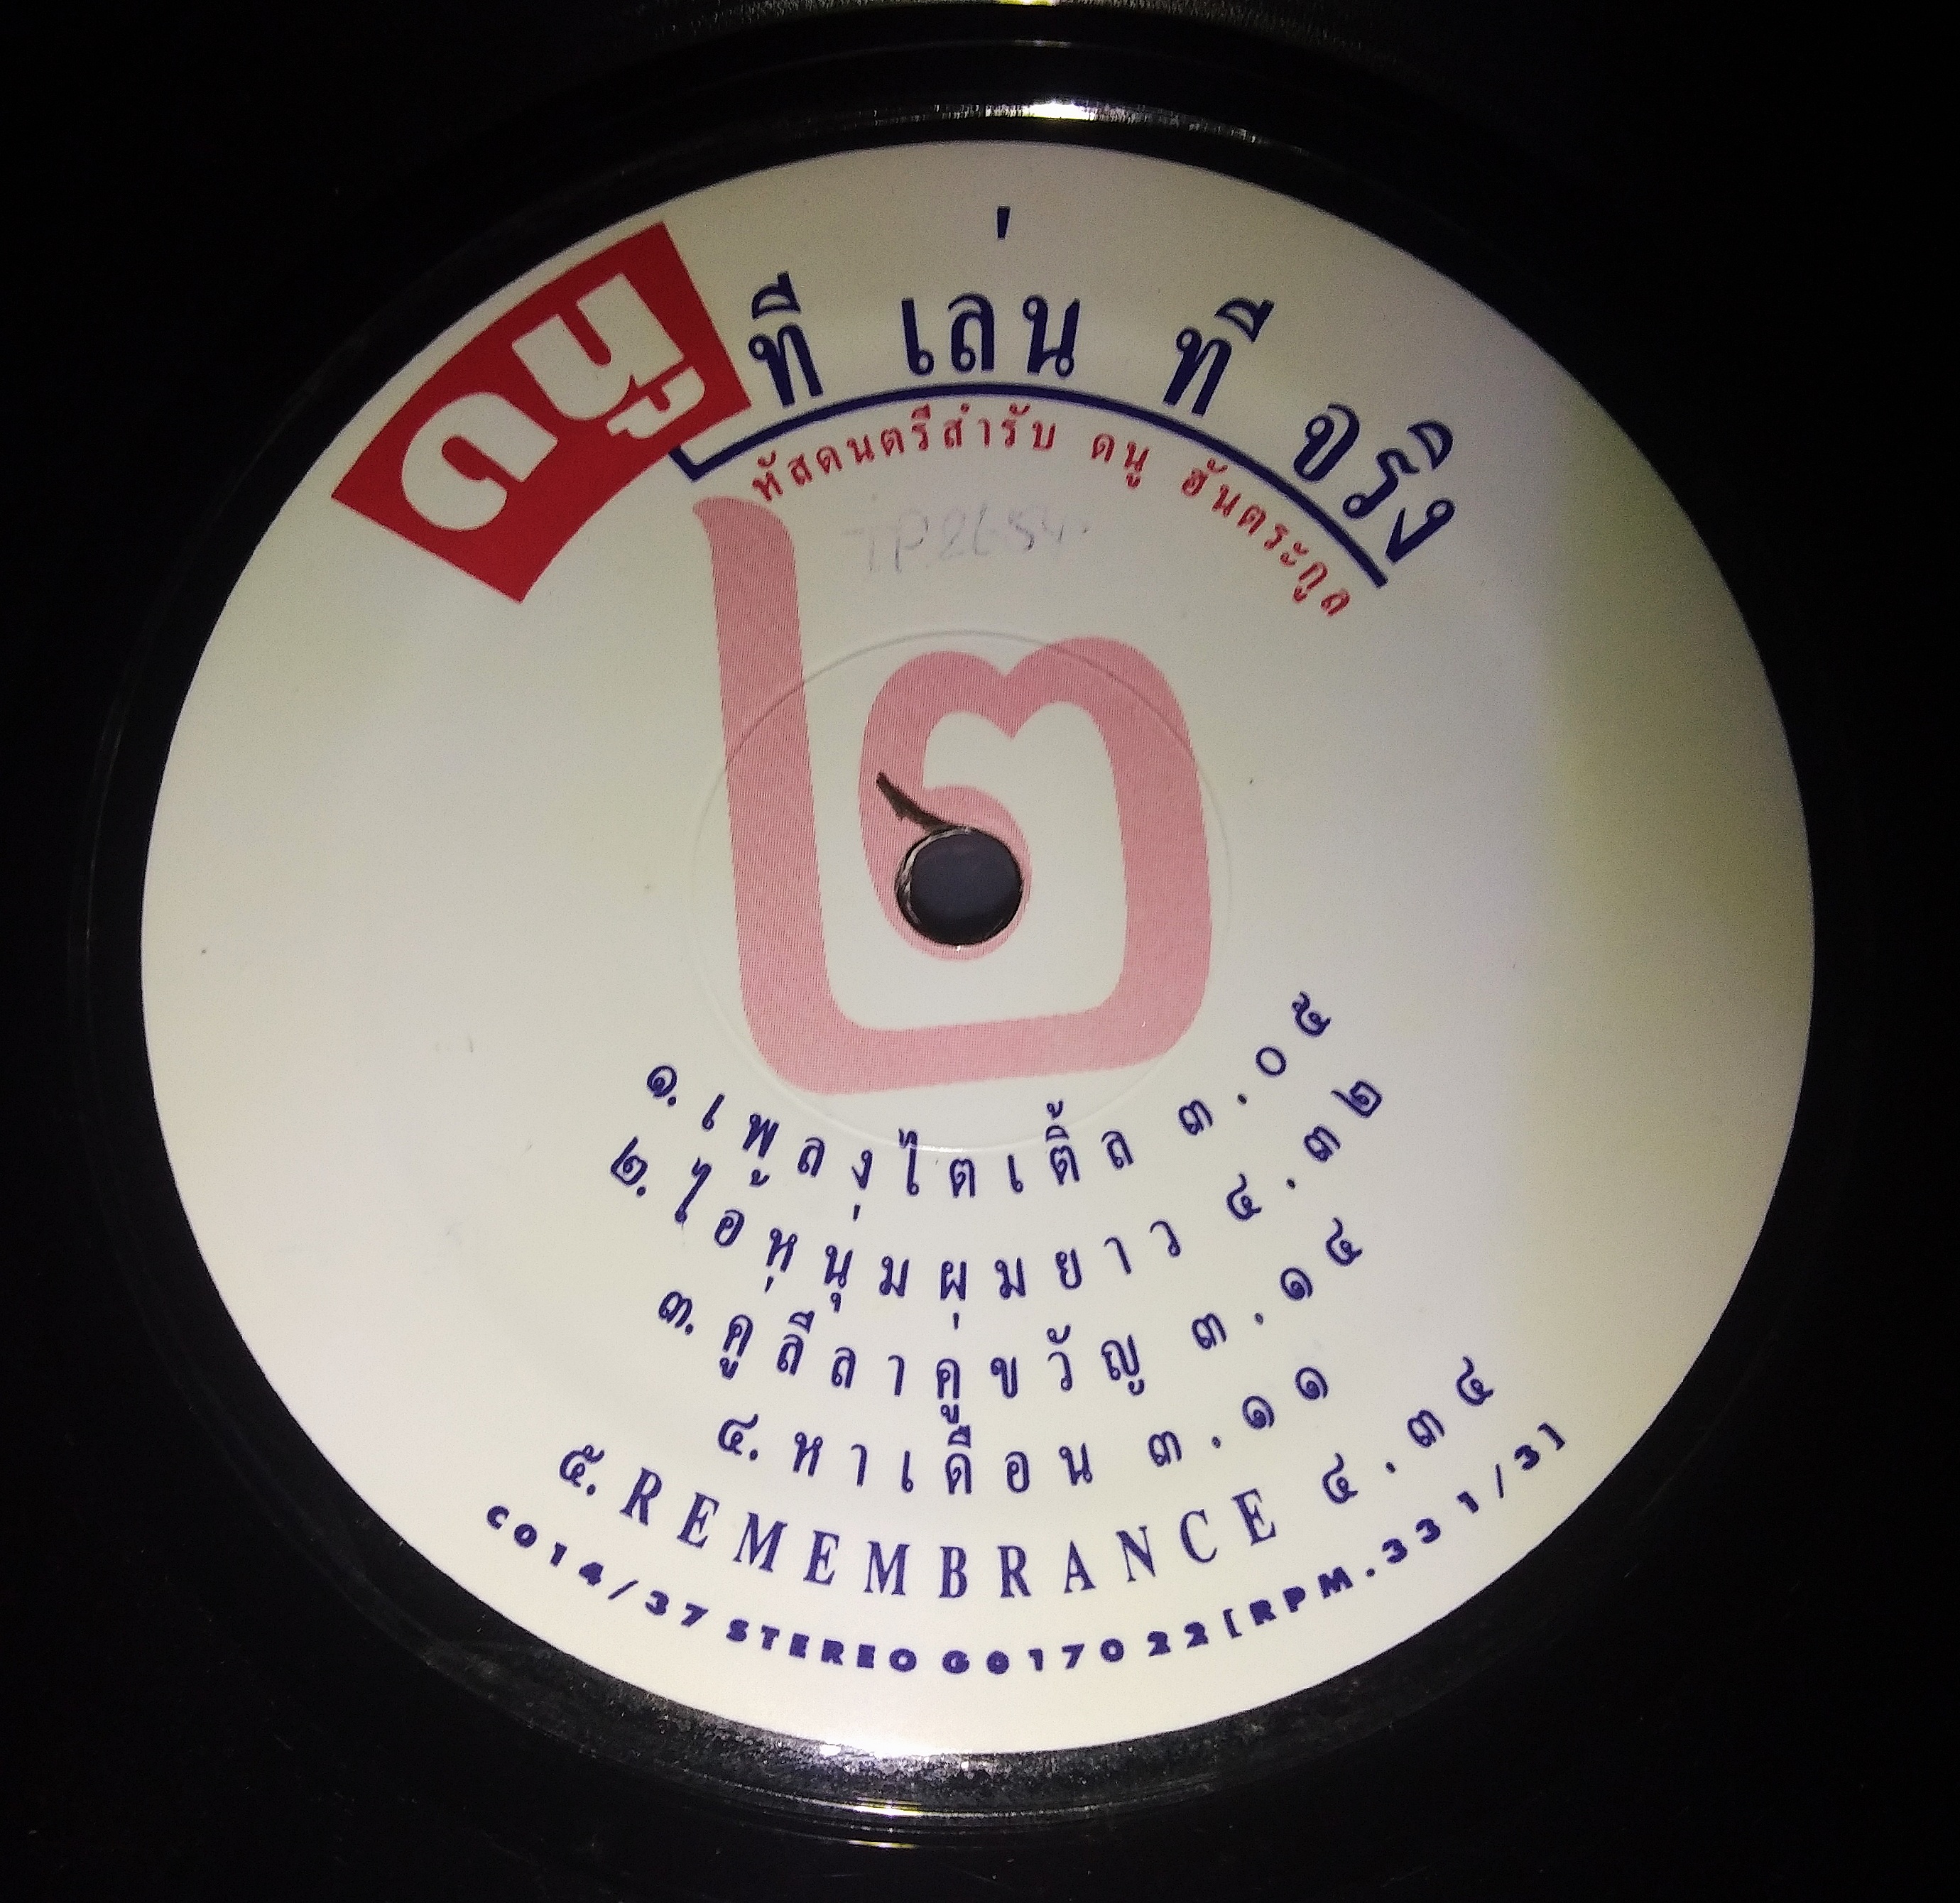 ดนู ที เล่น ที จริง
หัสดนตรีสำรับ ดนู ฮันตระกูล
๒
๑. เพลงไตเติ้ล ๓.๐๕
๒. ไอ้หนุ่มผมยาว ๔.๓๒
๓. คู่ลีลาคู่ขวัญ ๓.๑๔
๔. หาเดือน ๓.๑๑
๕. REMEMBRANCE ๔.๓๔
C014/37 STEREO G017022 [RPM.33 1/3]